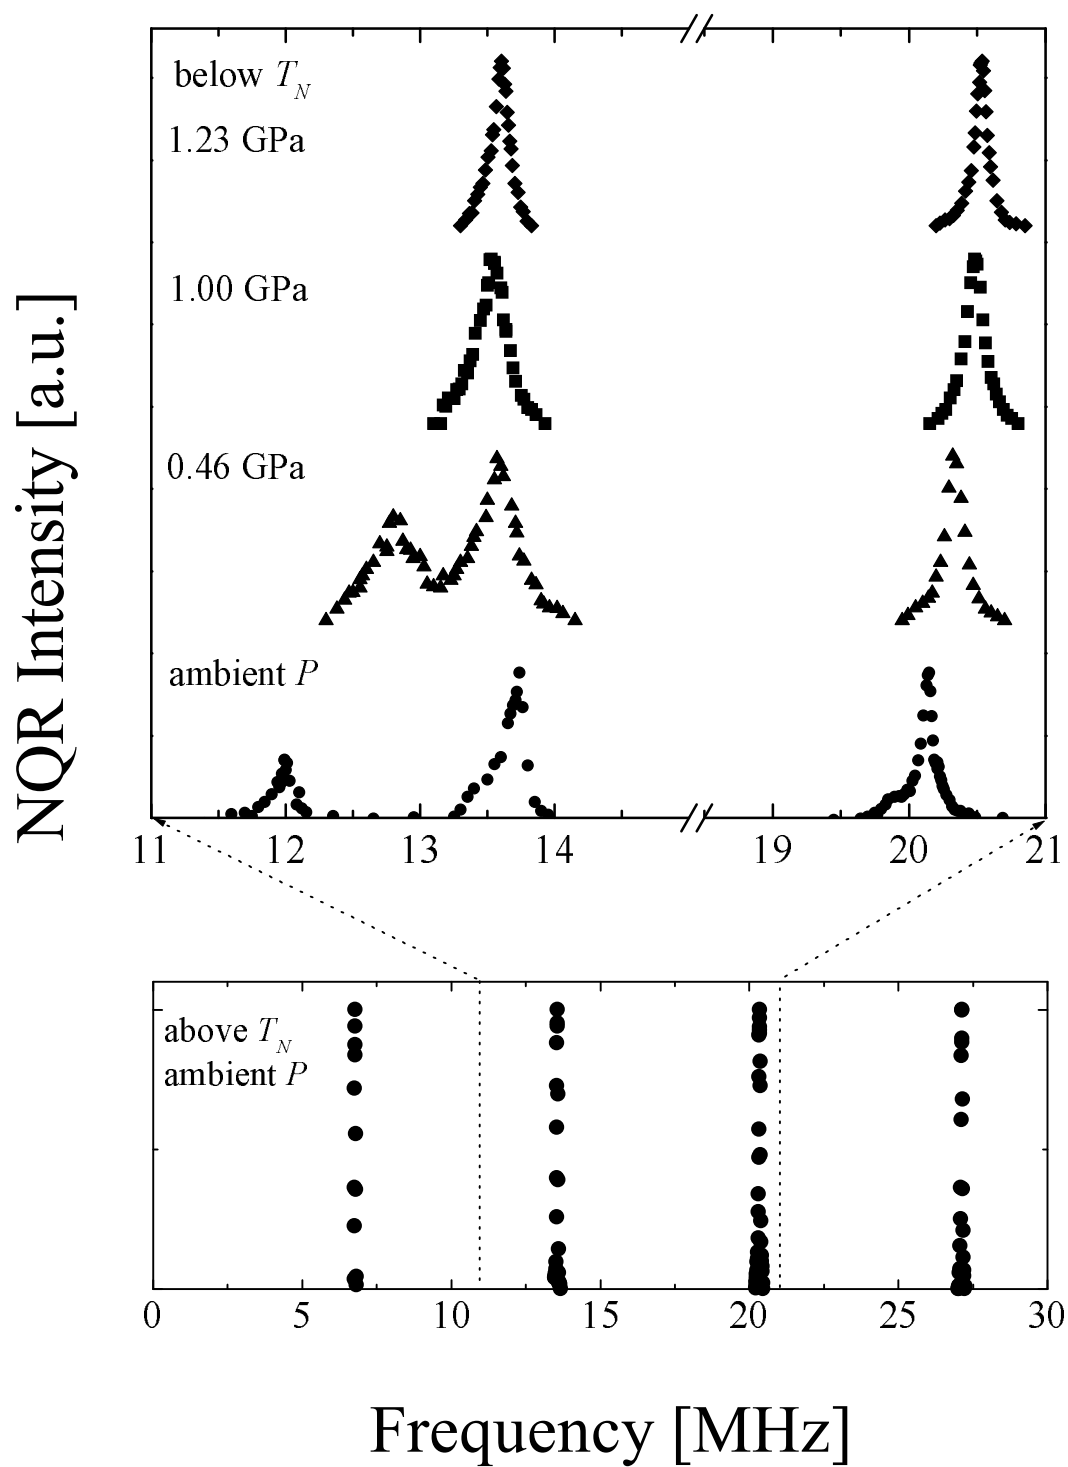 NQR Intensity [a.u.]
below T_N
1.23 GPa
1.00 GPa
0.46 GPa
ambient P
11 12 13 14 19 20 21
above T_N
ambient P
0 5 10 15 20 25 30
Frequency [MHz]